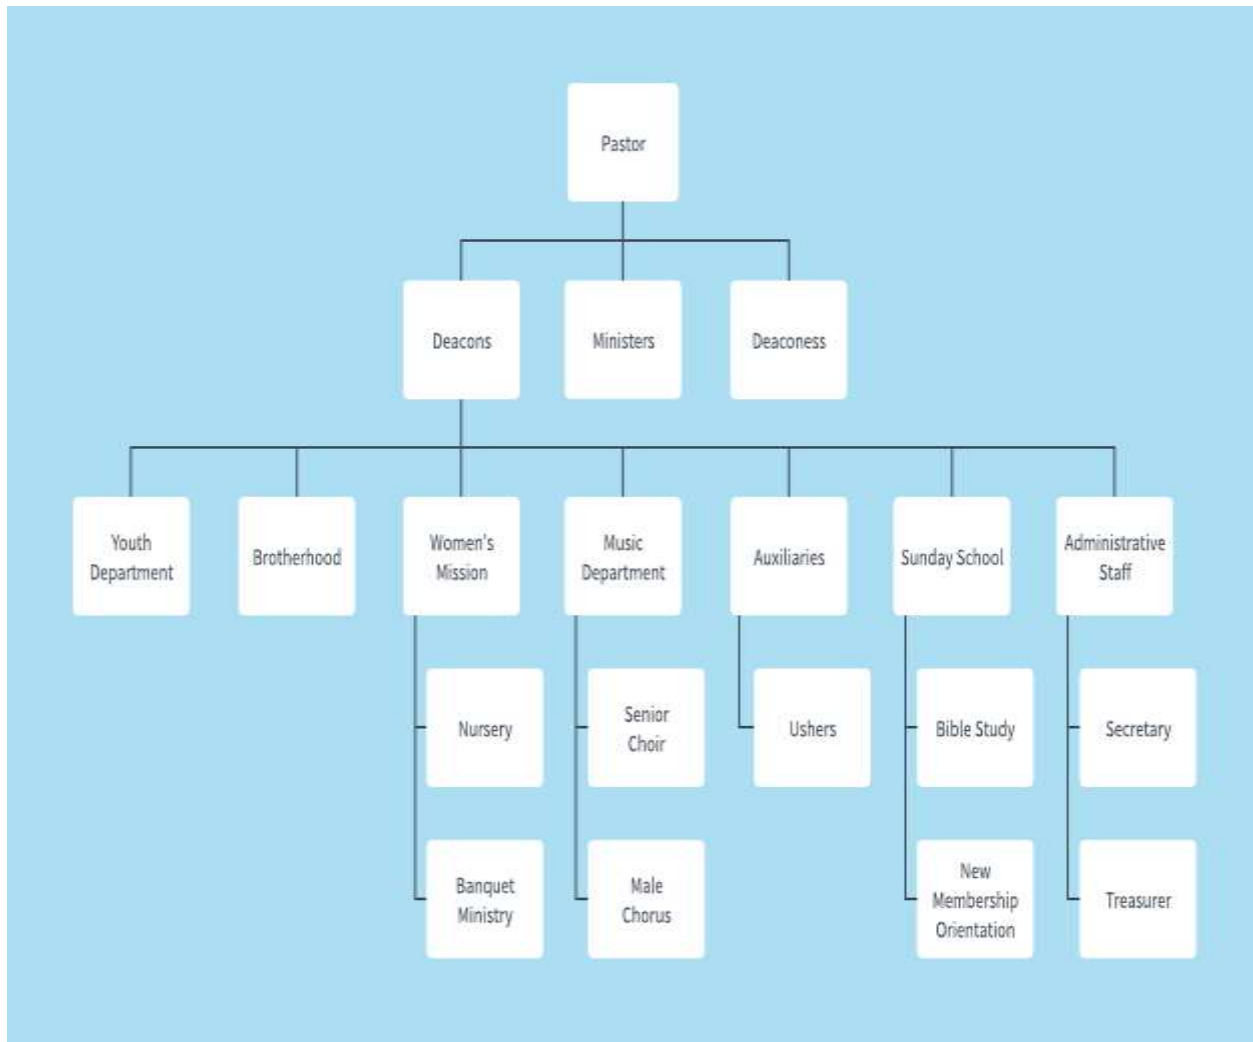 Pastor
Deacons
Ministers
Deaconess
Youth
Department
Brotherhood
Women's
Mission
Music
Department
Auxiliaries
Sunday School
Administrative
Staff
Nursery
Senior
Choir
Ushers
Bible Study
Secretary
Banquet
Ministry
Male
Chorus
New
Membership
Orientation
Treasurer